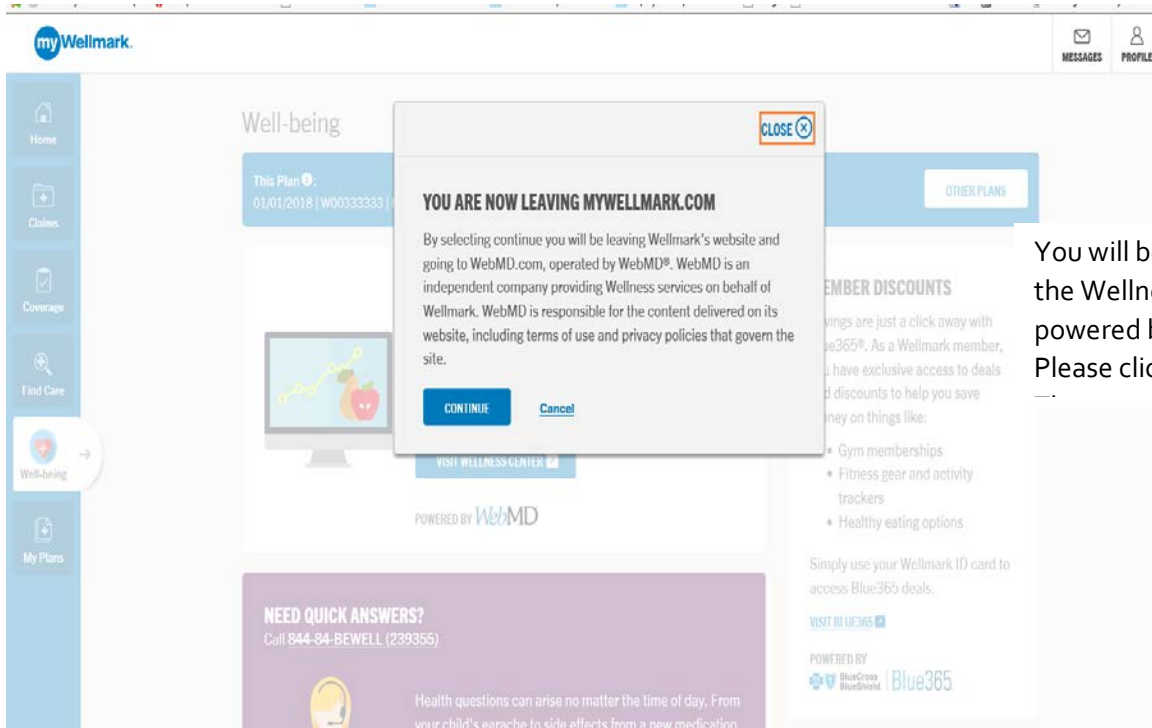 myWellmark.
MESSAGES
PROFILE
Home
Claims
Coverage
Find Care
Well-being
My Plans
Well-being
This Plan :
01/01/2018 | W00333333 |
OTHER PLANS
CLOSE
YOU ARE NOW LEAVING MYWELLMARK.COM
By selecting continue you will be leaving Wellmark's website and
going to WebMD.com, operated by WebMD®. WebMD is an
independent company providing Wellness services on behalf of
Wellmark. WebMD is responsible for the content delivered on its
website, including terms of use and privacy policies that govern the
site.
CONTINUE
Cancel
VISIT WELLNESS CENTER
POWERED BY WebMD
EMBER DISCOUNTS
vings are just a click away with
e365®. As a Wellmark member,
have exclusive access to deals
d discounts to help you save
ney on things like:
• Gym memberships
• Fitness gear and activity
trackers
• Healthy eating options
Simply use your Wellmark ID card to
access Blue365 deals.
VISIT BLUE365
POWERED BY
BlueCross
BlueShield
Blue365
NEED QUICK ANSWERS?
Call 844-84-BEWELL (239355)
Health questions can arise no matter the time of day. From
your child's earache to side effects from a new medication
You will b
the Welln
powered
Please clic